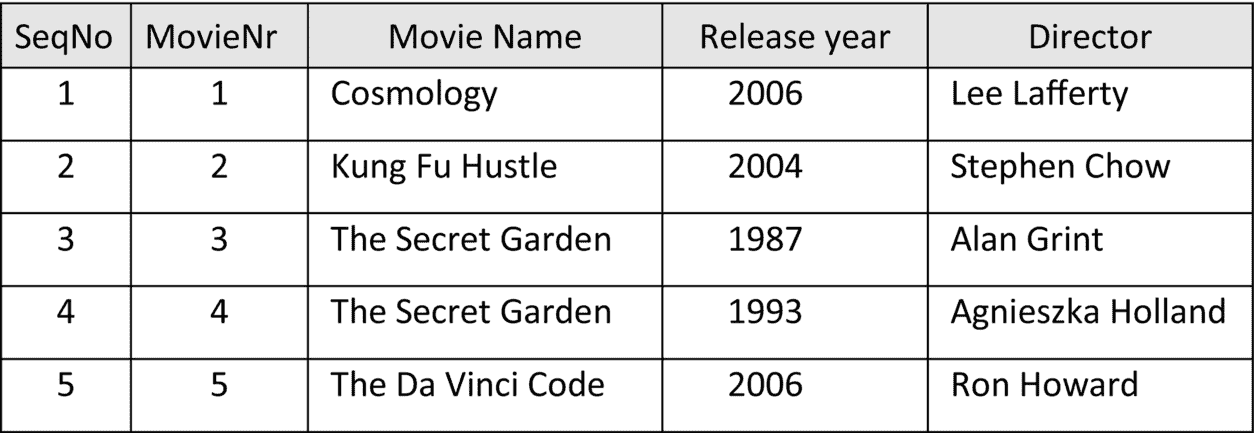 SeqNo MovieNr Movie Name Release year Director
1 1 Cosmology 2006 Lee Lafferty
2 2 Kung Fu Hustle 2004 Stephen Chow
3 3 The Secret Garden 1987 Alan Grint
4 4 The Secret Garden 1993 Agnieszka Holland
5 5 The Da Vinci Code 2006 Ron Howard